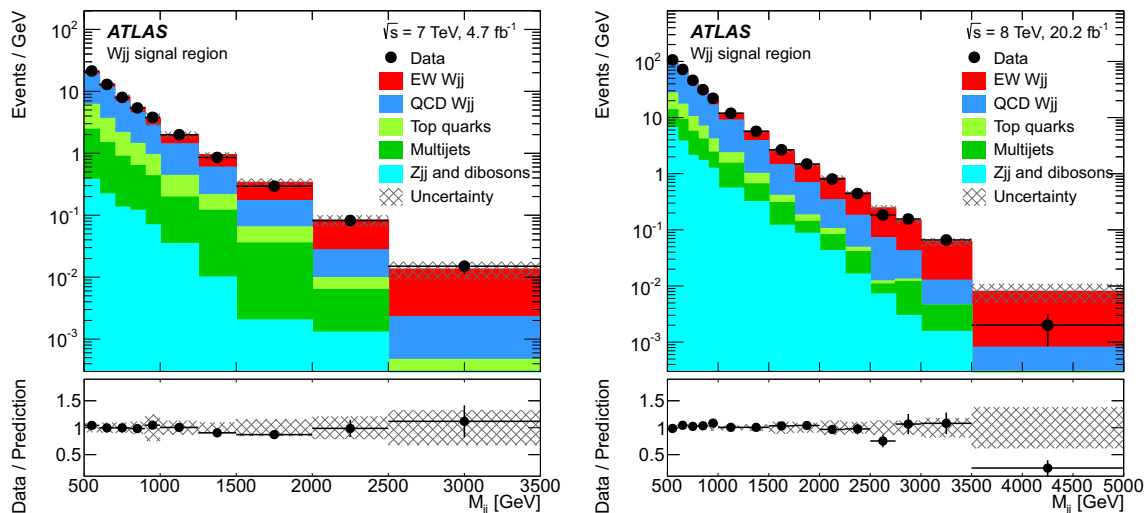 Events / GeV
10²
10
1
10⁻¹
10⁻²
10⁻³
ATLAS
Wjj signal region
√s = 7 TeV, 4.7 fb⁻¹
Data
EW Wjj
QCD Wjj
Top quarks
Multijets
Zjj and dibosons
Uncertainty
Data / Prediction
1.5
1
0.5
500 1000 1500 2000 2500 3000 3500
M_jj [GeV]
Events / GeV
10²
10
1
10⁻¹
10⁻²
10⁻³
ATLAS
Wjj signal region
√s = 8 TeV, 20.2 fb⁻¹
Data
EW Wjj
QCD Wjj
Top quarks
Multijets
Zjj and dibosons
Uncertainty
Data / Prediction
1.5
1
0.5
500 1000 1500 2000 2500 3000 3500 4000 4500 5000
M_jj [GeV]